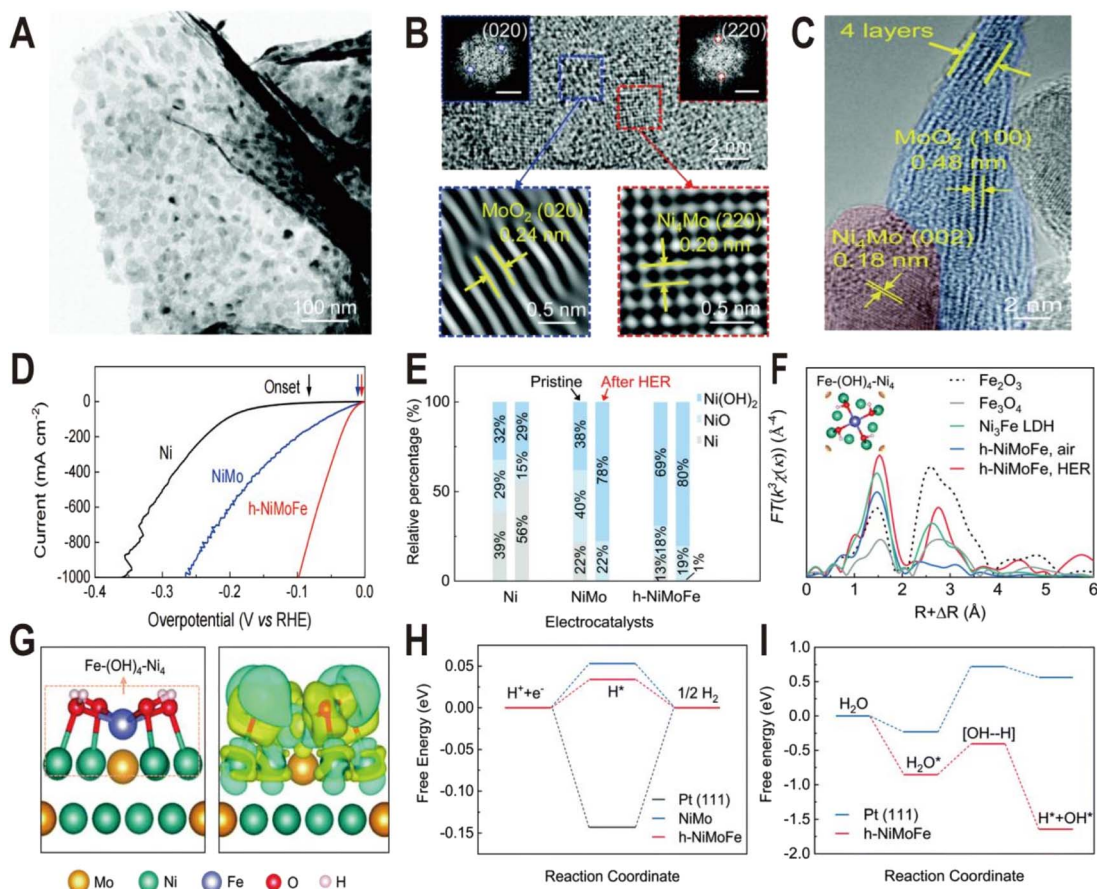 A
100 nm
B
(020)
(220)
2 nm
MoO₂ (020)
0.24 nm
0.5 nm
Ni₄Mo (220)
0.20 nm
0.5 nm
C
4 layers
MoO₂ (100)
0.48 nm
Ni₄Mo (002)
0.18 nm
2 nm
D
Onset
Ni
NiMo
h-NiMoFe
0
-200
-400
-600
-800
-1000
Current (mA cm⁻²)
-0.4
-0.3
-0.2
-0.1
0.0
Overpotential (V vs RHE)
E
Pristine
After HER
Ni(OH)₂
NiO
Ni
100
50
0
Relative percentage (%)
32%
29%
39%
29%
15%
56%
38%
40%
22%
78%
22%
69%
18%
13%
80%
19%
1%
Ni
NiMo
h-NiMoFe
Electrocatalysts
F
Fe-(OH)₄-Ni₄
Fe₂O₃
Fe₃O₄
Ni₃Fe LDH
h-NiMoFe, air
h-NiMoFe, HER
FT(k³χ(κ)) (Å⁻⁴)
0
1
2
3
4
5
6
R+ΔR (Å)
G
Fe-(OH)₄-Ni₄
Mo
Ni
Fe
O
H
H
0.05
0.00
-0.05
-0.10
-0.15
Free Energy (eV)
H⁺+e⁻
H*
1/2 H₂
Pt (111)
NiMo
h-NiMoFe
Reaction Coordinate
I
1.0
0.5
0.0
-0.5
-1.0
-1.5
-2.0
Free energy (eV)
H₂O
H₂O*
[OH--H]
H*+OH*
Pt (111)
h-NiMoFe
Reaction Coordinate